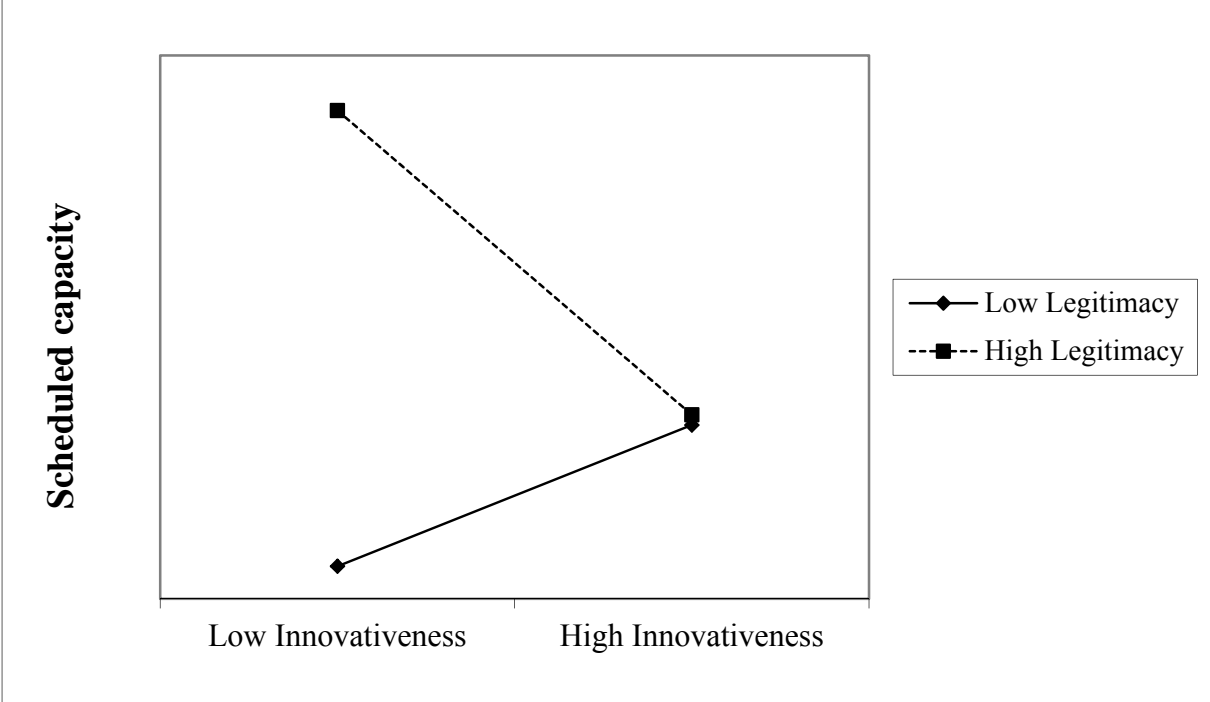 Scheduled capacity
Low Legitimacy
High Legitimacy
Low Innovativeness
High Innovativeness